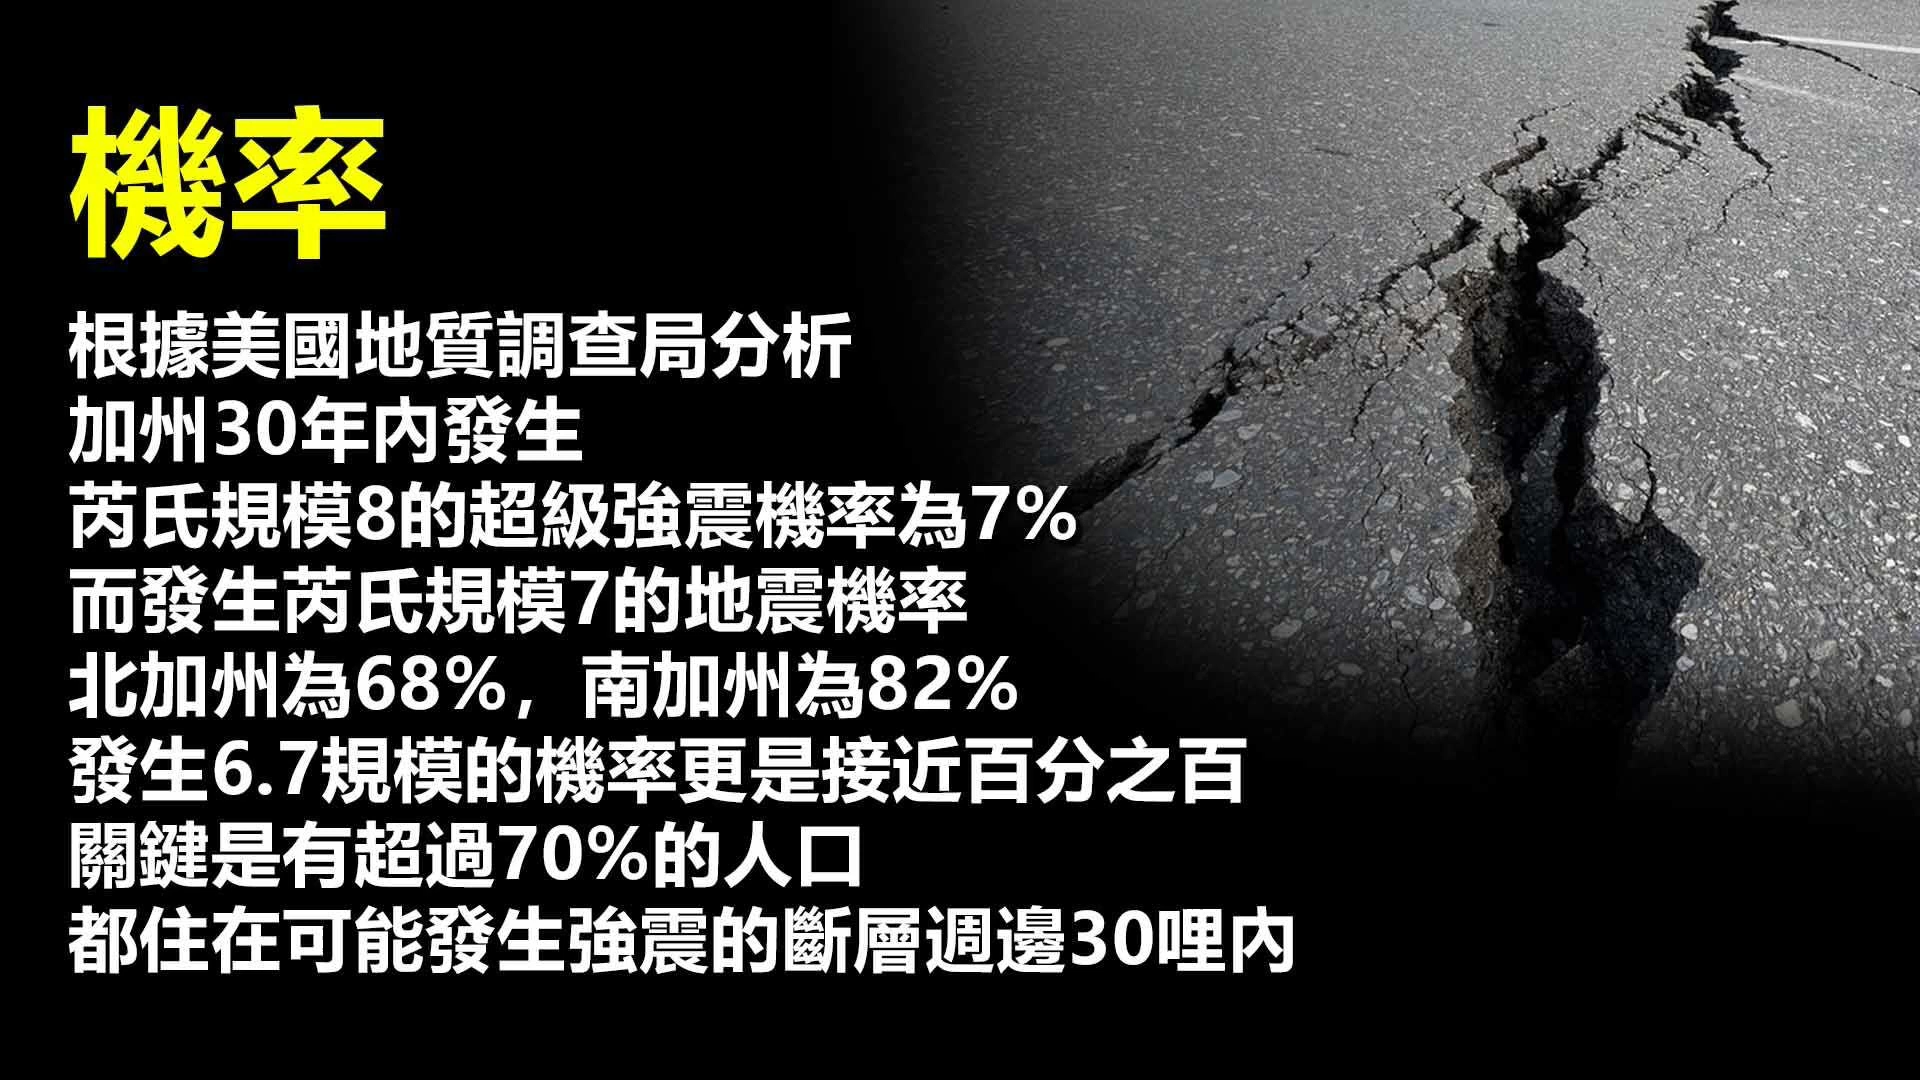 機率
根據美國地質調查局分析
加州30年內發生
芮氏規模8的超級強震機率為7%
而發生芮氏規模7的地震機率
北加州為68%，南加州為82%
發生6.7規模的機率更是接近百分之百
關鍵是有超過70%的人口
都住在可能發生強震的斷層週邊30哩內